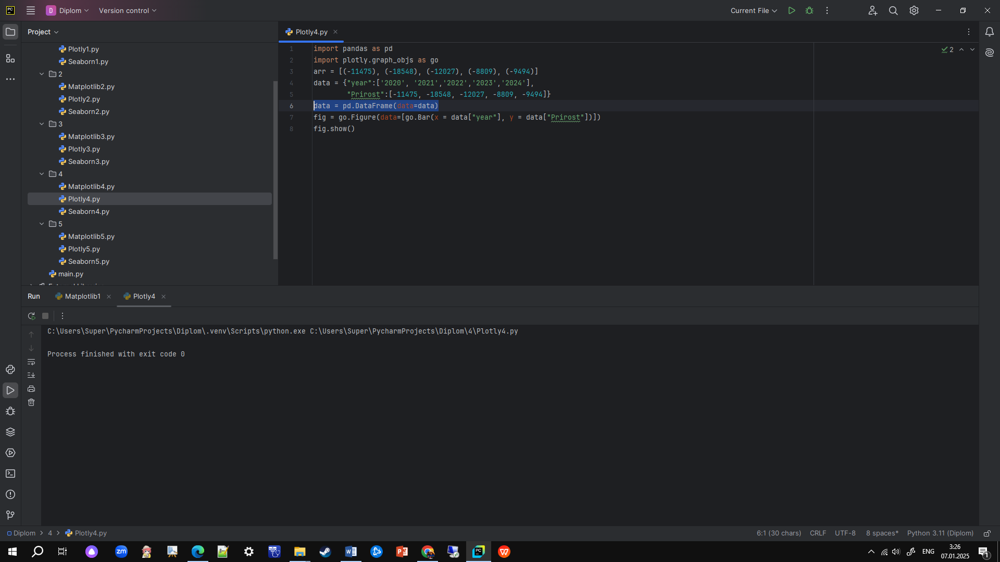 PC
D Diplom Version control Current File
Project
Plotly4.py
Plotly1.py
Seaborn1.py
2
Matplotlib2.py
Plotly2.py
Seaborn2.py
3
Matplotlib3.py
Plotly3.py
Seaborn3.py
4
Matplotlib4.py
Plotly4.py
Seaborn4.py
5
Matplotlib5.py
Plotly5.py
Seaborn5.py
main.py
1 import pandas as pd
2 import plotly.graph_objs as go
3 arr = [(-11475), (-18548), (-12027), (-8809), (-9494)]
4 data = {"year":['2020', '2021','2022','2023','2024'],
5 "Prirost":[-11475, -18548, -12027, -8809, -9494]}
6 data = pd.DataFrame(data=data)
7 fig = go.Figure(data=[go.Bar(x = data["year"], y = data["Prirost"])])
8 fig.show()
2
Run Matplotlib1 Plotly4
C:\Users\Super\PycharmProjects\Diplom\.venv\Scripts\python.exe C:\Users\Super\PycharmProjects\Diplom\4\Plotly4.py
Process finished with exit code 0
Diplom 4 Plotly4.py 6:1 (30 chars) CRLF UTF-8 8 spaces* Python 3.11 (Diplom)
zm W P PC W ENG
3:26
07.01.2025
1